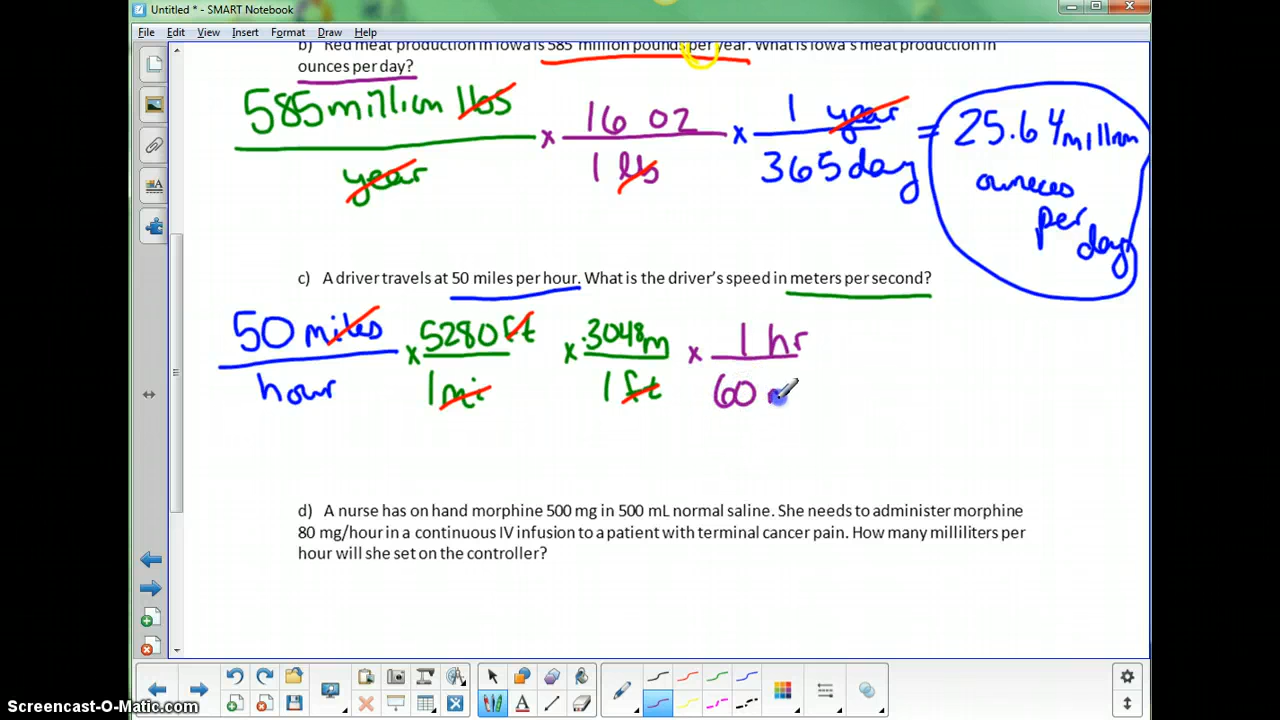 Untitled * - SMART Notebook
File Edit View Insert Format Draw Help
b) Red meat production in Iowa is 585 million pounds per year. What is Iowa's meat production in
ounces per day?
585 million lbs / year x 16 oz / 1 lb x 1 year / 365 day = 25.64 million
ouneces
per
day
c) A driver travels at 50 miles per hour. What is the driver's speed in meters per second?
50 miles / hour x 5280 ft / 1 mi x .3048 m / 1 ft x 1 hr / 60
d) A nurse has on hand morphine 500 mg in 500 mL normal saline. She needs to administer morphine
80 mg/hour in a continuous IV infusion to a patient with terminal cancer pain. How many milliliters per
hour will she set on the controller?
Screencast-O-Matic.com